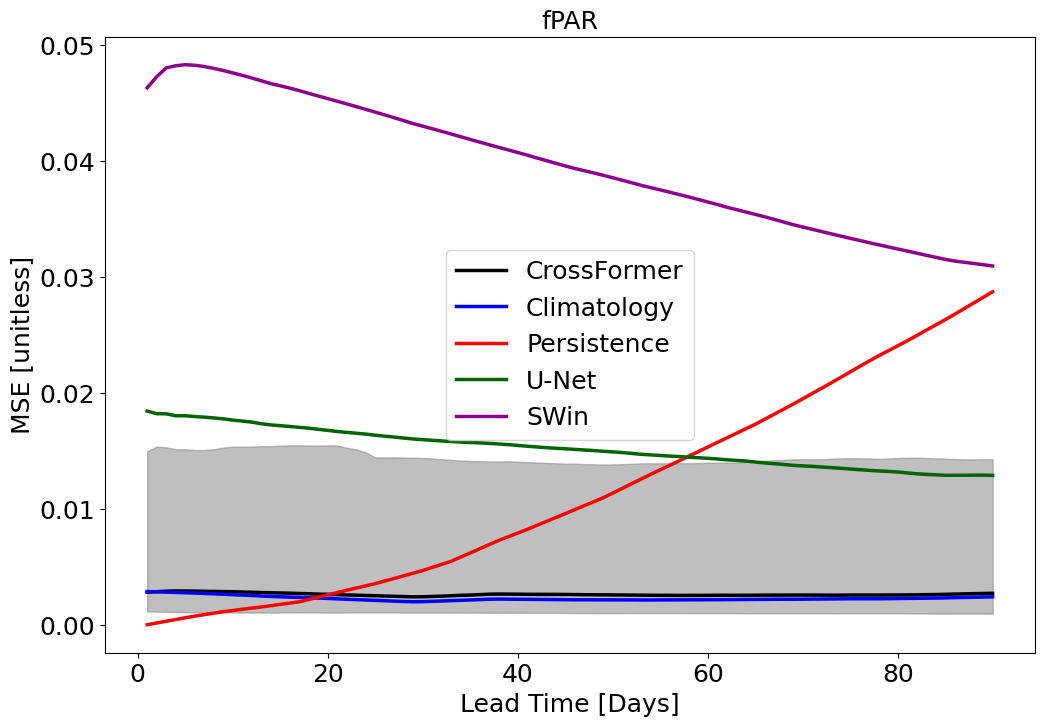 fPAR
0.05
0.04
0.03
0.02
0.01
0.00
MSE [unitless]
CrossFormer
Climatology
Persistence
U-Net
SWin
0
20
40
60
80
Lead Time [Days]